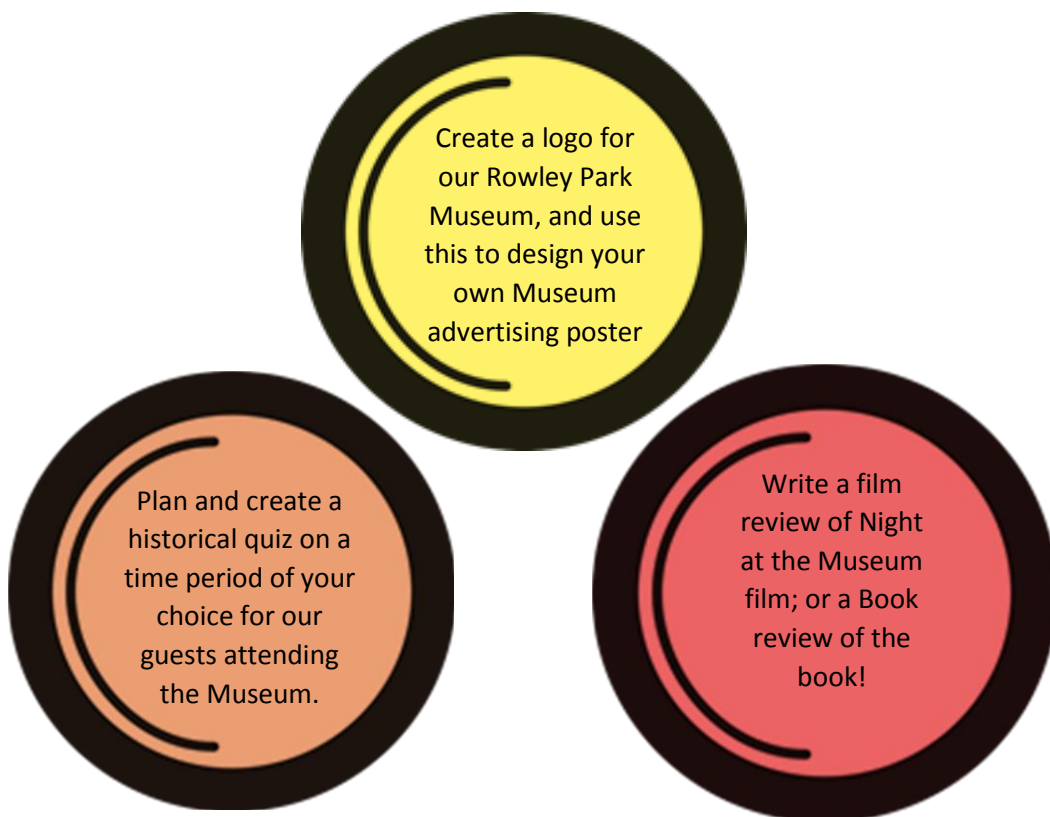 Create a logo for
our Rowley Park
Museum, and use
this to design your
own Museum
advertising poster
Plan and create a
historical quiz on a
time period of your
choice for our
guests attending
the Museum.
Write a film
review of Night
at the Museum
film; or a Book
review of the
book!